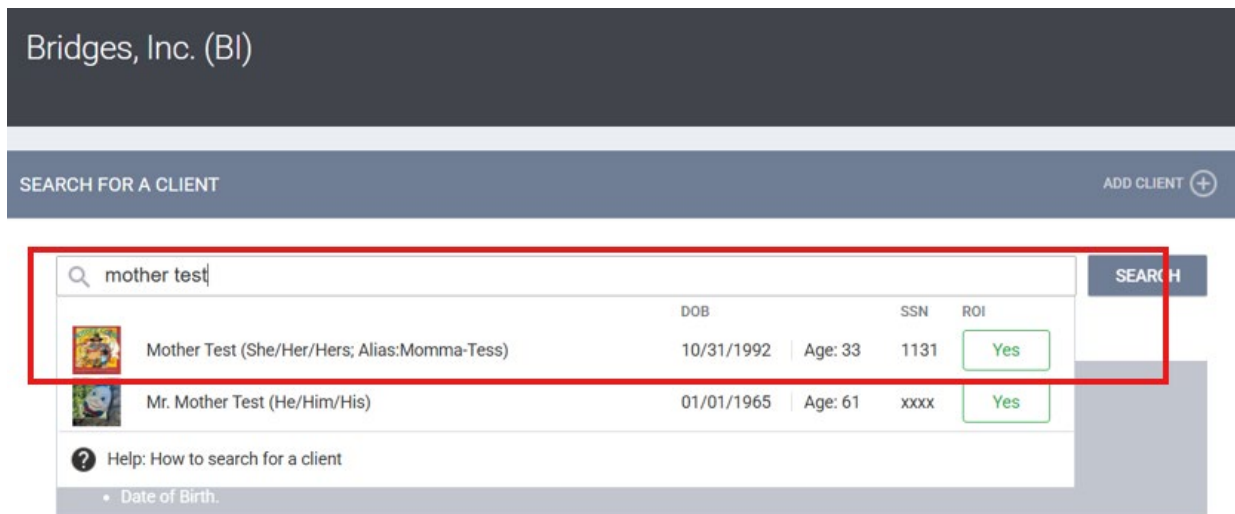 Bridges, Inc. (BI)
SEARCH FOR A CLIENT
ADD CLIENT
mother test
SEARCH
DOB SSN ROI
Mother Test (She/Her/Hers; Alias:Momma-Tess) 10/31/1992 Age: 33 1131 Yes
Mr. Mother Test (He/Him/His) 01/01/1965 Age: 61 xxxx Yes
? Help: How to search for a client
• Date of Birth.